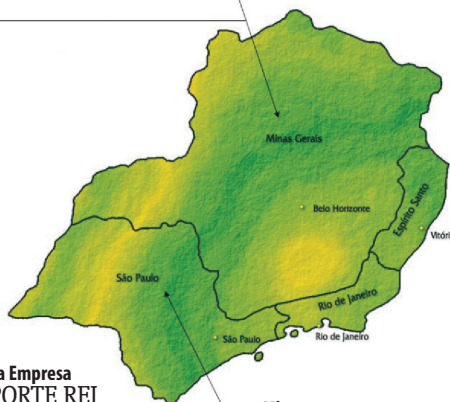 Minas Gerais
Belo Horizonte
Espírito Santo
Vitóri
São Paulo
Rio de Janeiro
São Paulo
Rio de Janeiro
a Empresa
PORTE REI